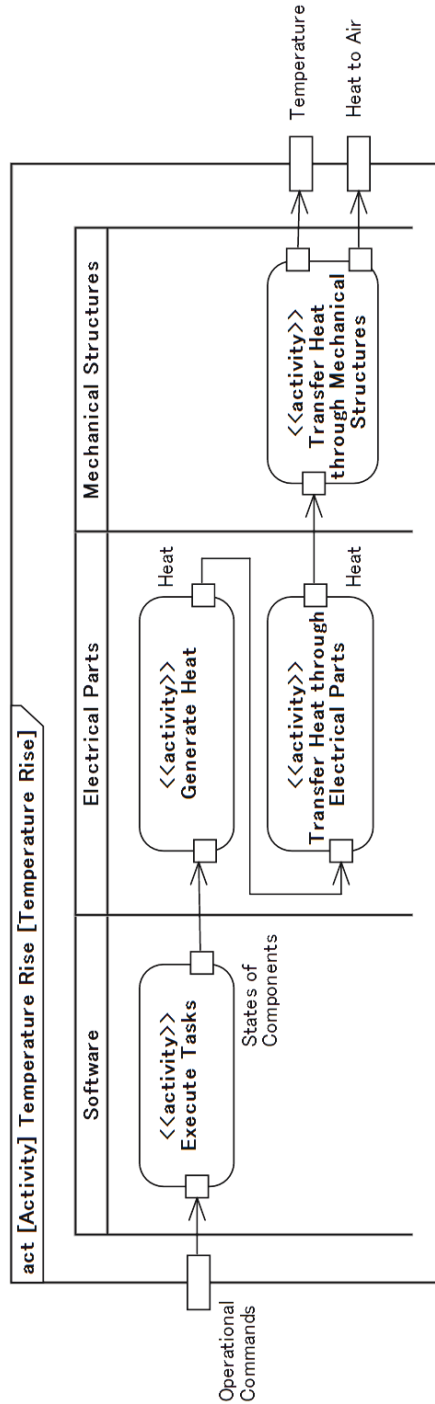 act [Activity] Temperature Rise [Temperature Rise]
Software
Electrical Parts
Mechanical Structures
Operational
Commands
<<activity>>
Execute Tasks
States of
Components
<<activity>>
Generate Heat
Heat
<<activity>>
Transfer Heat through
Electrical Parts
Heat
<<activity>>
Transfer Heat
through Mechanical
Structures
Temperature
Heat to Air